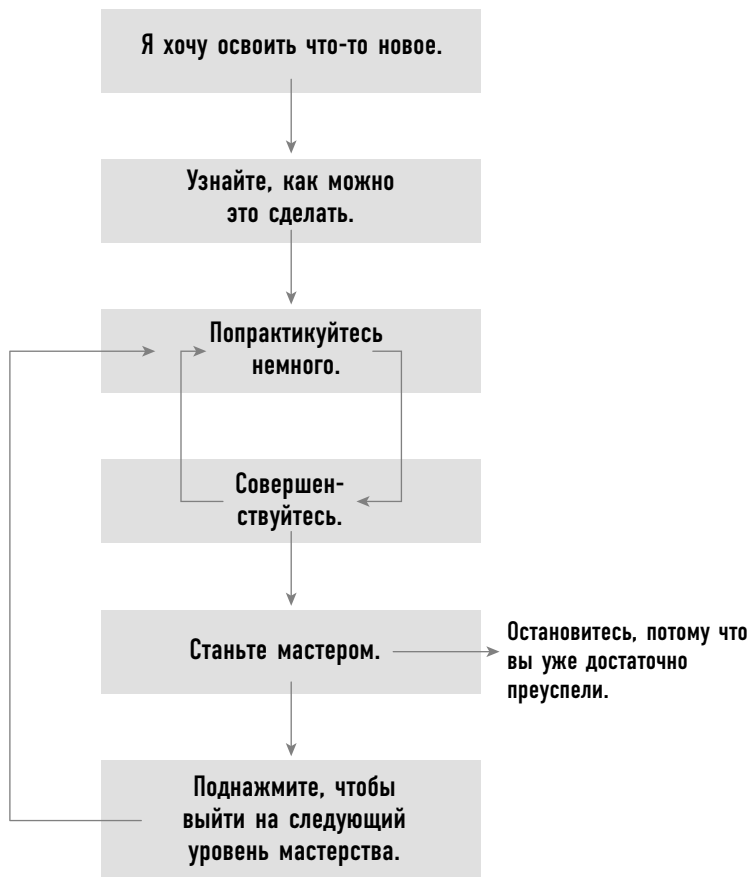 Я хочу освоить что-то новое.
Узнайте, как можно
это сделать.
Попрактикуйтесь
немного.
Совершен-
ствуйтесь.
Станьте мастером.
Остановитесь, потому что
вы уже достаточно
преуспели.
Поднажмите, чтобы
выйти на следующий
уровень мастерства.